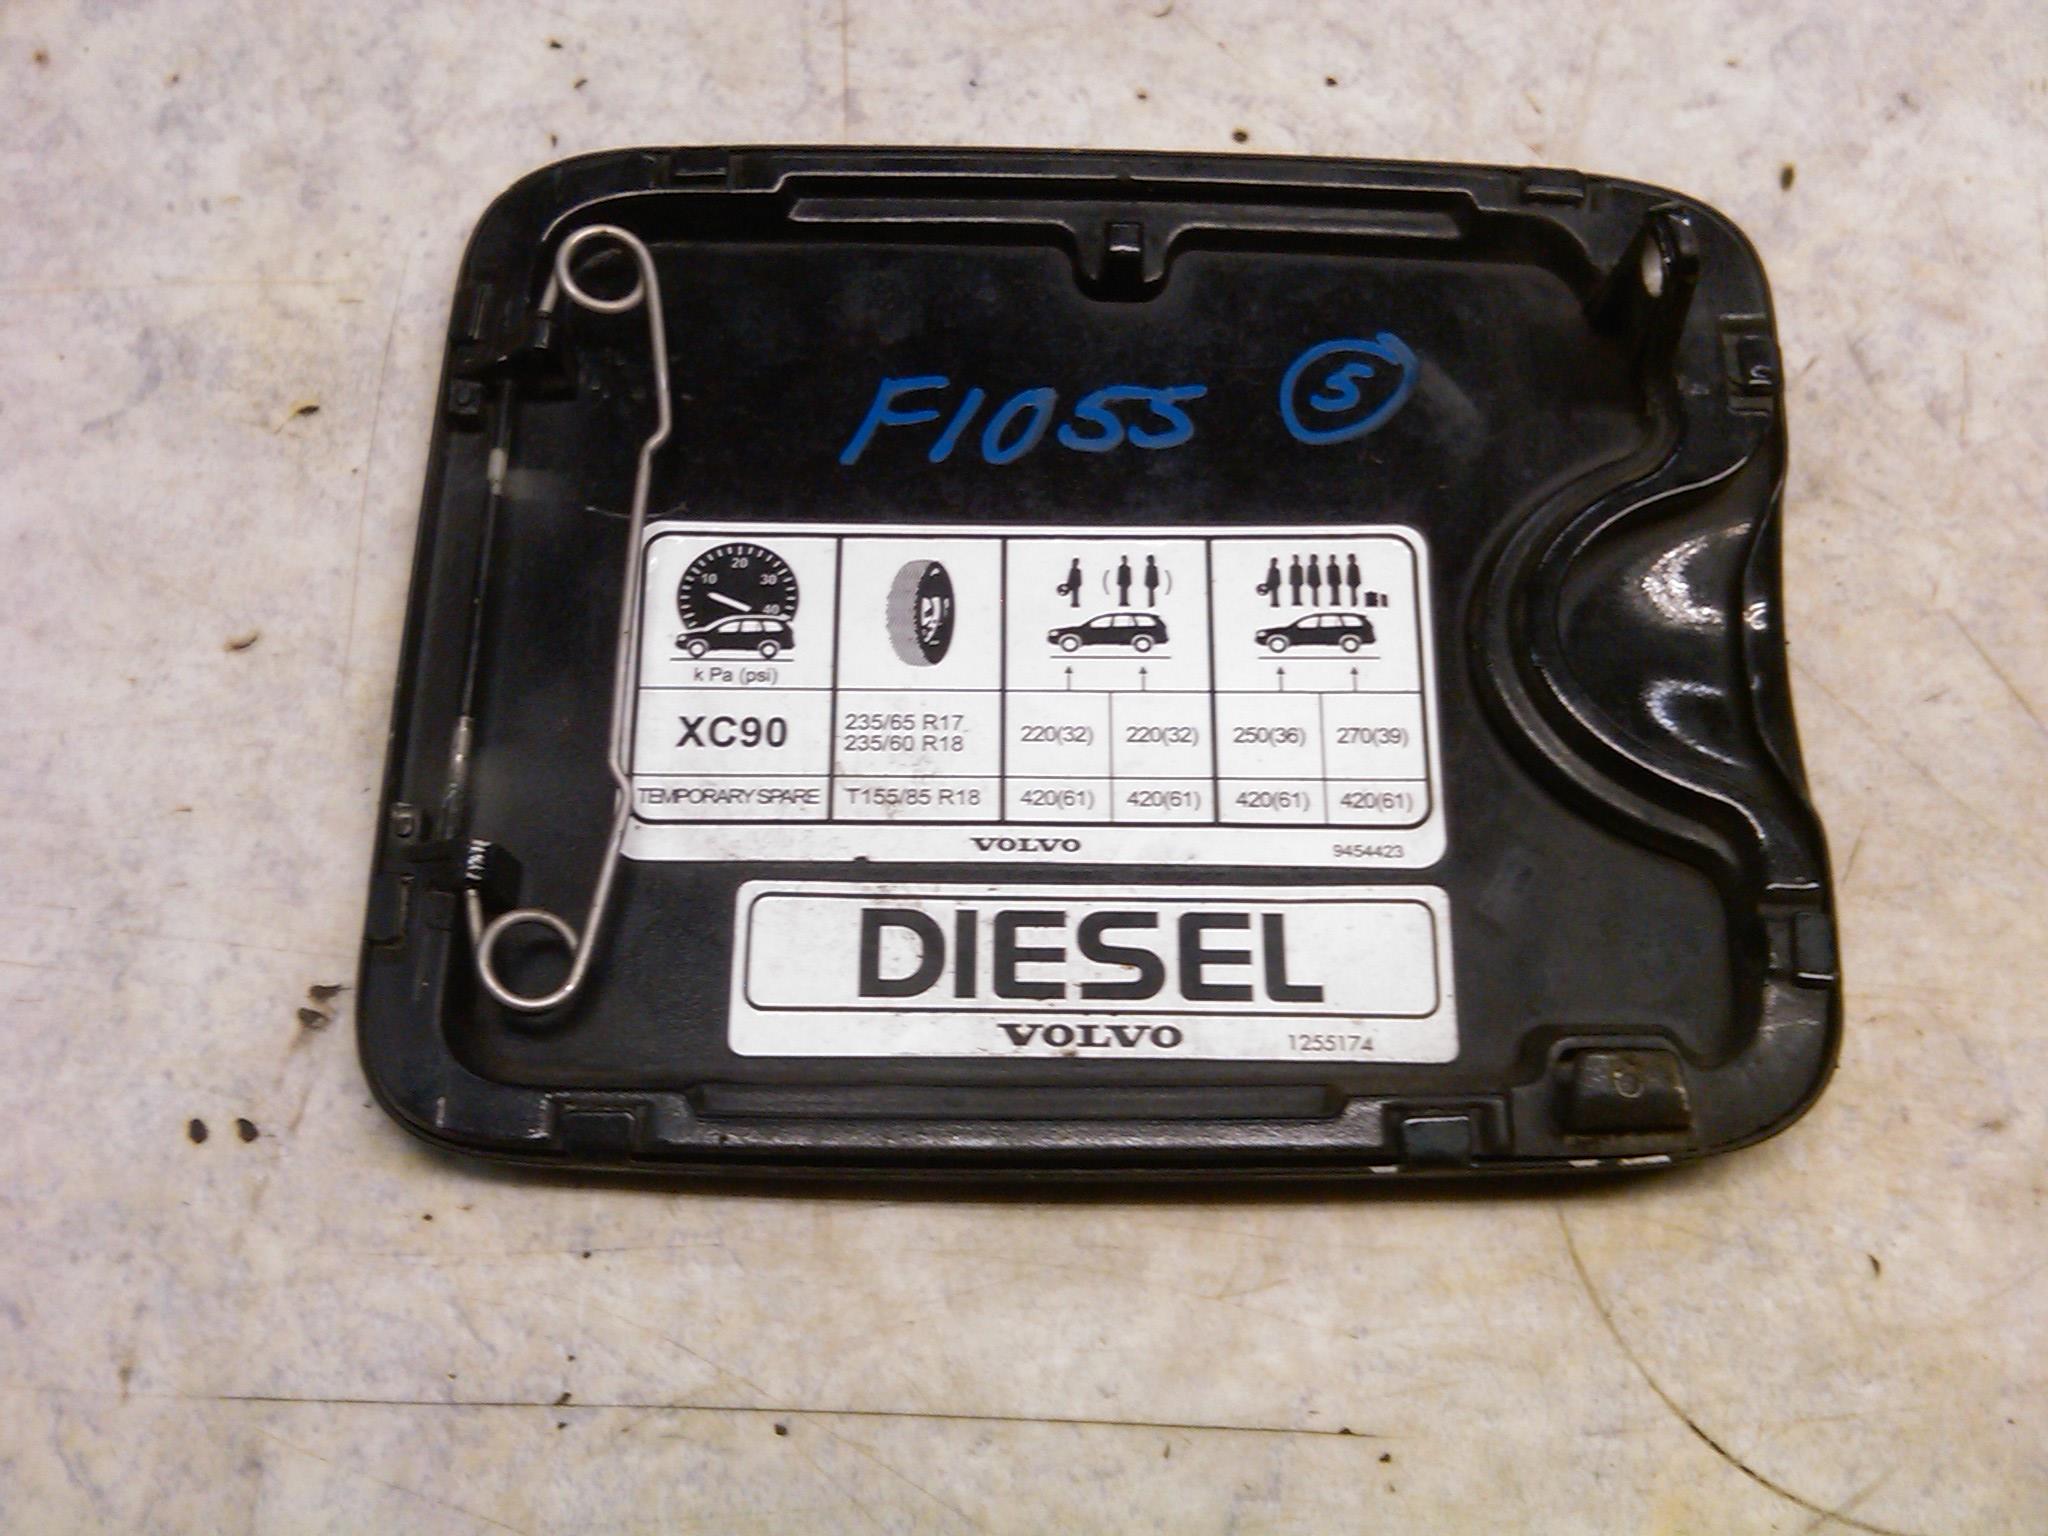 F1055 S
10 20 30 40
k Pa (psi)
XC90 235/65 R17 220(32) 220(32) 250(36) 270(39)
235/60 R18
TEMPORARY SPARE T155/85 R18 420(61) 420(61) 420(61) 420(61)
VOLVO 9454423
DIESEL
VOLVO 1255174